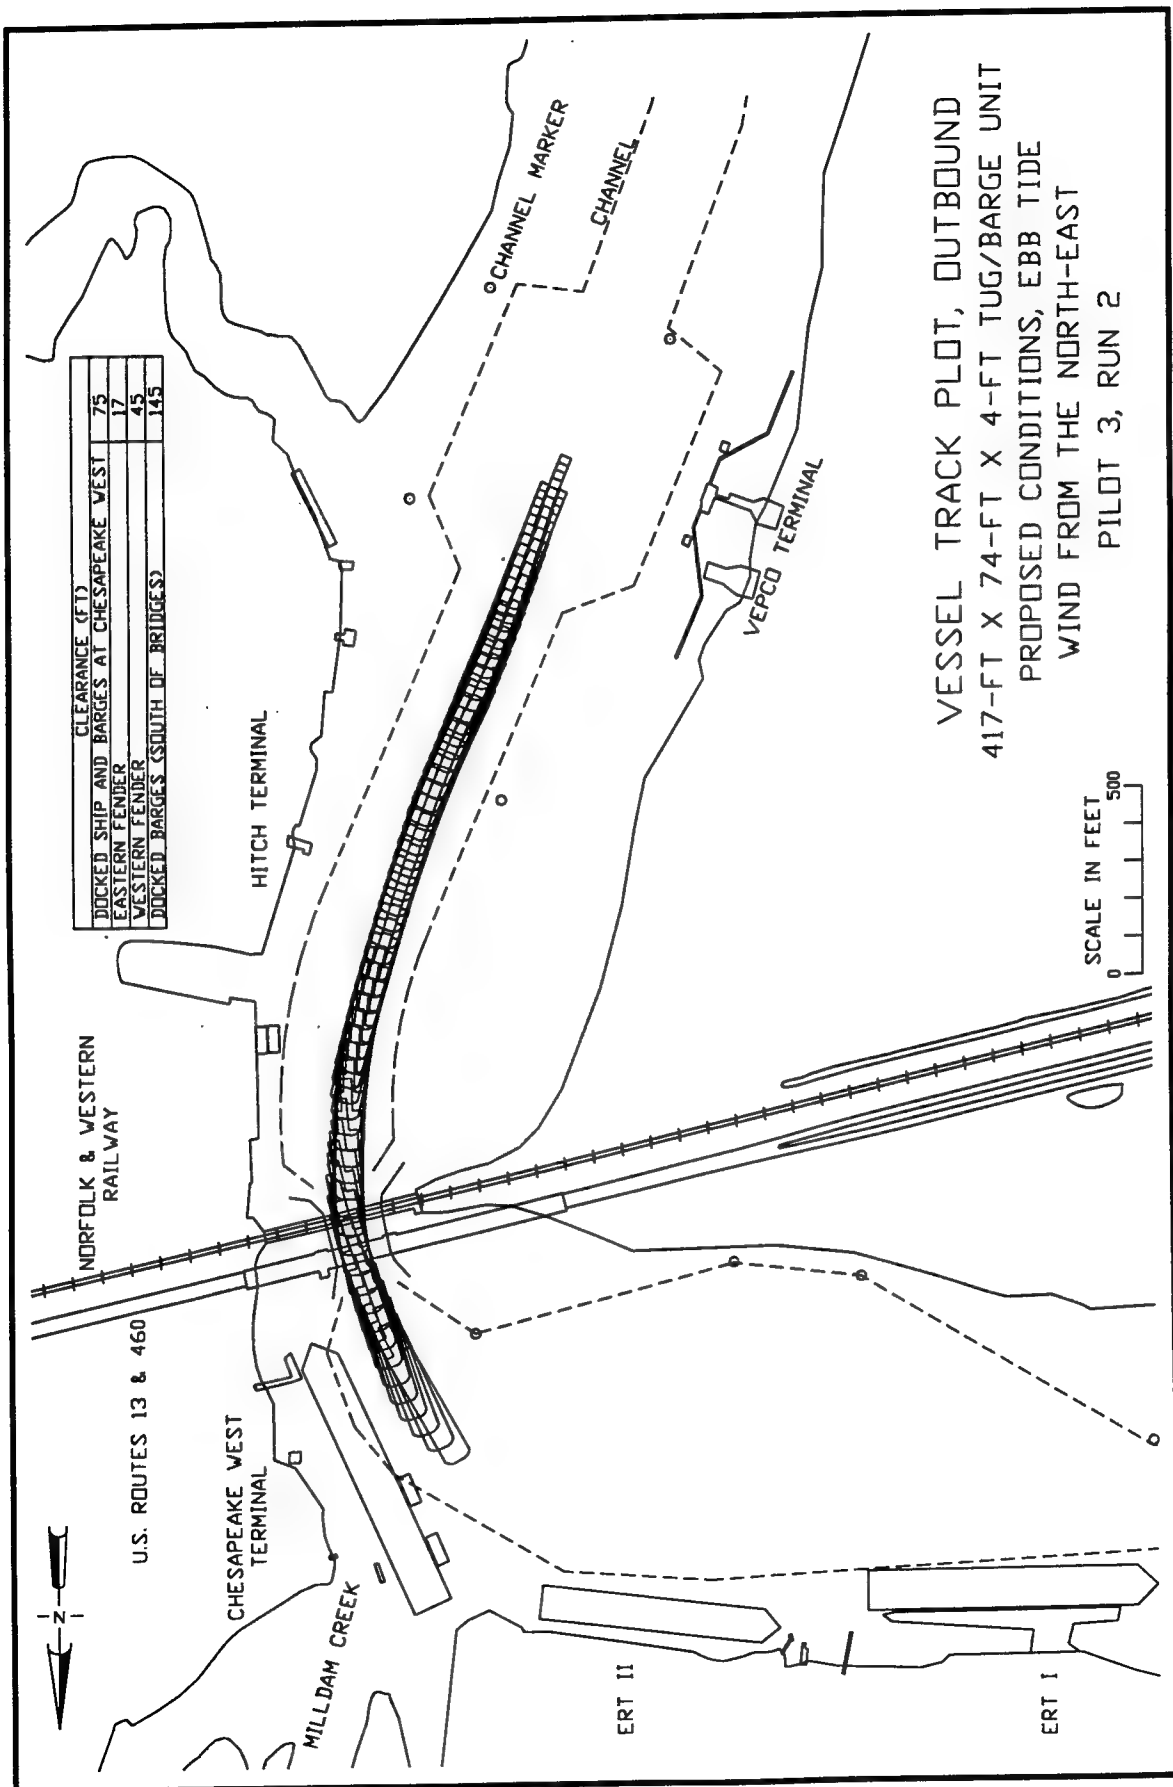 CLEARANCE (FT)
DOCKED SHIP AND BARGES AT CHESAPEAKE WEST 75
EASTERN FENDER 17
WESTERN FENDER 45
DOCKED BARGES (SOUTH OF BRIDGES) 145
N
U.S. ROUTES 13 & 460
NORFOLK & WESTERN
RAILWAY
HITCH TERMINAL
CHANNEL MARKER
CHANNEL
CHESAPEAKE WEST
TERMINAL
MILLDAM CREEK
VEPCO TERMINAL
ERT II
ERT I
SCALE IN FEET
0 500
VESSEL TRACK PLOT, OUTBOUND
417-FT X 74-FT X 4-FT TUG/BARGE UNIT
PROPOSED CONDITIONS, EBB TIDE
WIND FROM THE NORTH-EAST
PILOT 3, RUN 2